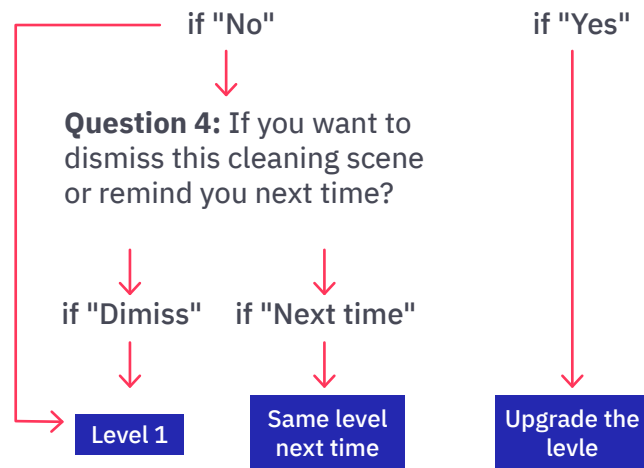 if "No"
if "Yes"
Question 4: If you want to
dismiss this cleaning scene
or remind you next time?
if "Dimiss"
if "Next time"
Level 1
Same level
next time
Upgrade the
levle